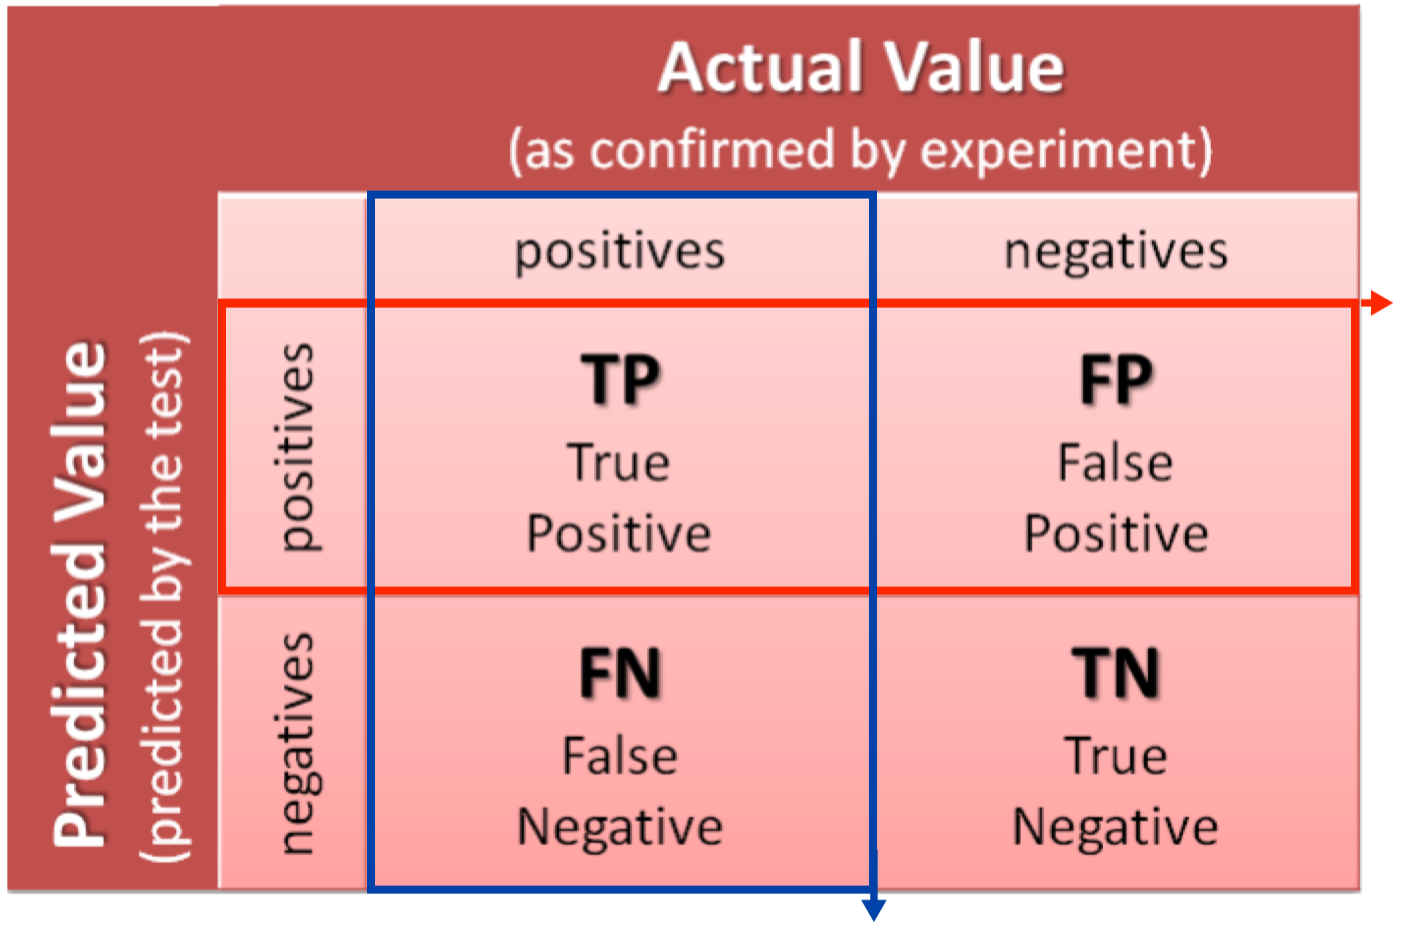 Actual Value
(as confirmed by experiment)
Predicted Value
(predicted by the test)
positives
negatives
positives
TP
True
Positive
FP
False
Positive
negatives
FN
False
Negative
TN
True
Negative